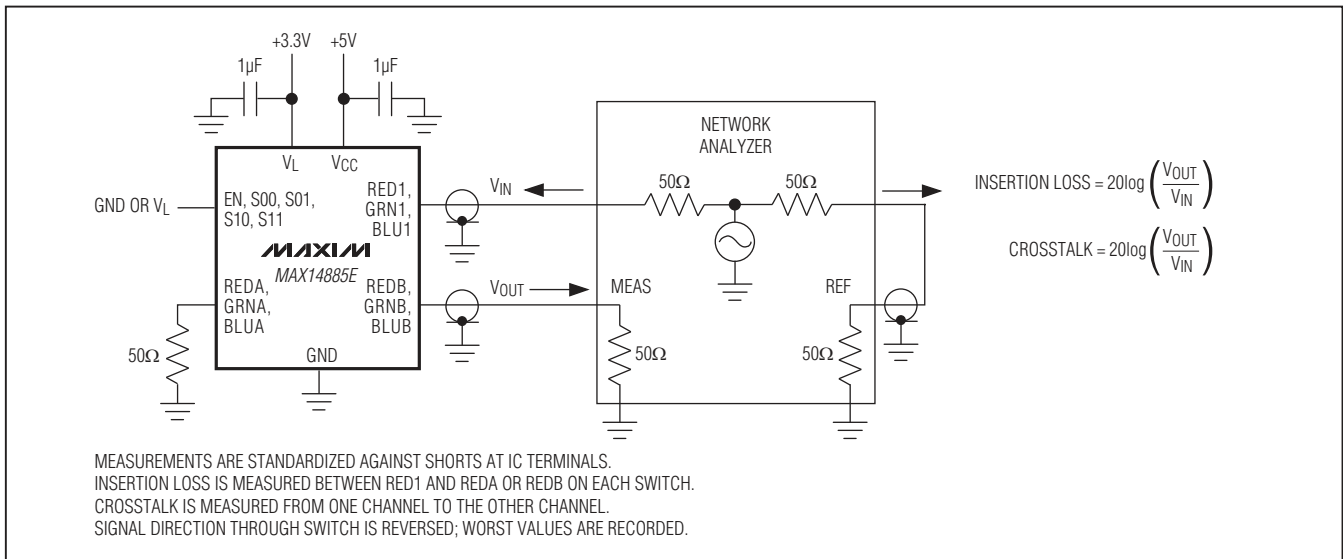 +3.3V +5V
1µF 1µF
VL VCC
EN, S00, S01,
S10, S11
GND OR VL
RED1,
GRN1,
BLU1
MAXIM
MAX14885E
REDA,
GRNA,
BLUA
REDB,
GRNB,
BLUB
GND
50Ω
VIN
VOUT
NETWORK
ANALYZER
50Ω 50Ω
MEAS REF
50Ω 50Ω
INSERTION LOSS = 20log(VOUT/VIN)
CROSSTALK = 20log(VOUT/VIN)
MEASUREMENTS ARE STANDARDIZED AGAINST SHORTS AT IC TERMINALS.
INSERTION LOSS IS MEASURED BETWEEN RED1 AND REDA OR REDB ON EACH SWITCH.
CROSSTALK IS MEASURED FROM ONE CHANNEL TO THE OTHER CHANNEL.
SIGNAL DIRECTION THROUGH SWITCH IS REVERSED; WORST VALUES ARE RECORDED.